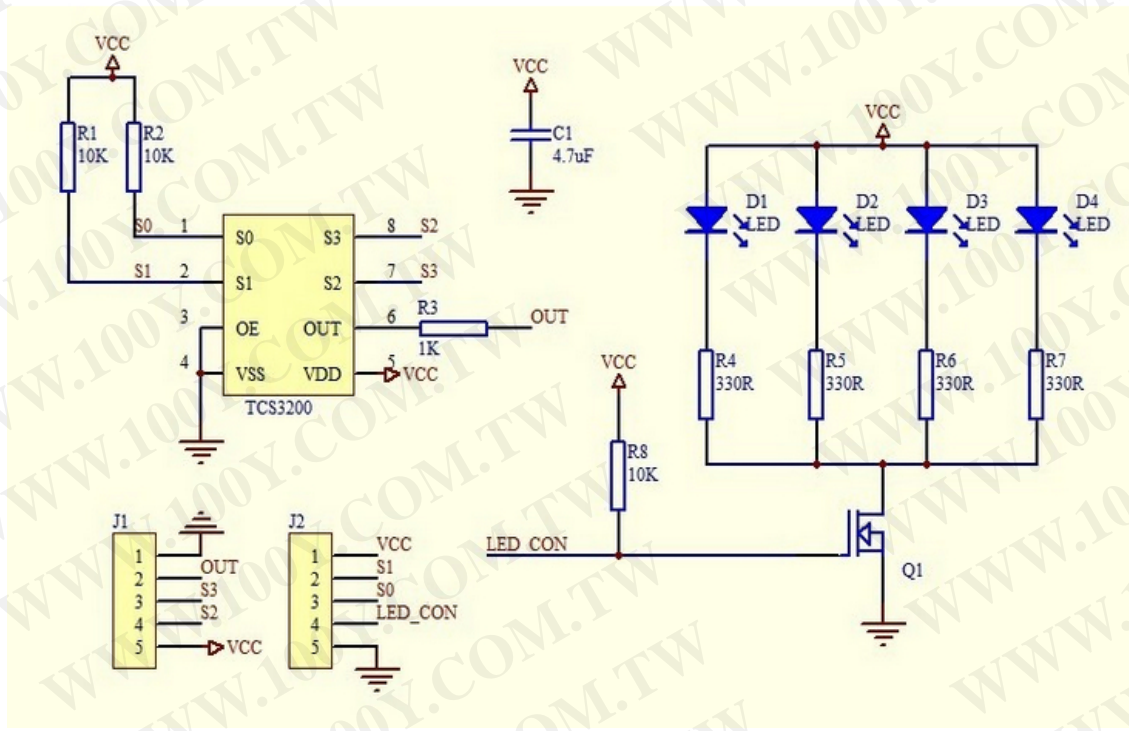 VCC
R1
10K
R2
10K
S0 1
S1 2
3
4
S0
S1
OE
VSS
S3
S2
OUT
VDD
8 S2
7 S3
6
5
VCC
R3
1K
OUT
TCS3200
VCC
C1
4.7uF
VCC
D1
LED
D2
LED
D3
LED
D4
LED
R4
330R
R5
330R
R6
330R
R7
330R
VCC
R8
10K
LED_CON
Q1
J1
1
2 OUT
3 S3
4 S2
5 VCC
J2
1 VCC
2 S1
3 S0
4 LED_CON
5
WWW.100Y.COM.TW